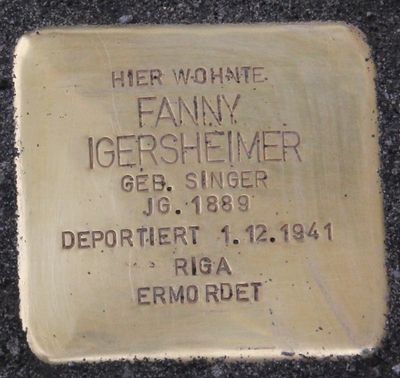 HIER WOHNTE
FANNY
IGERSHEIMER
GEB. SINGER
JG. 1889
DEPORTIERT 1.12.1941
RIGA
ERMORDET